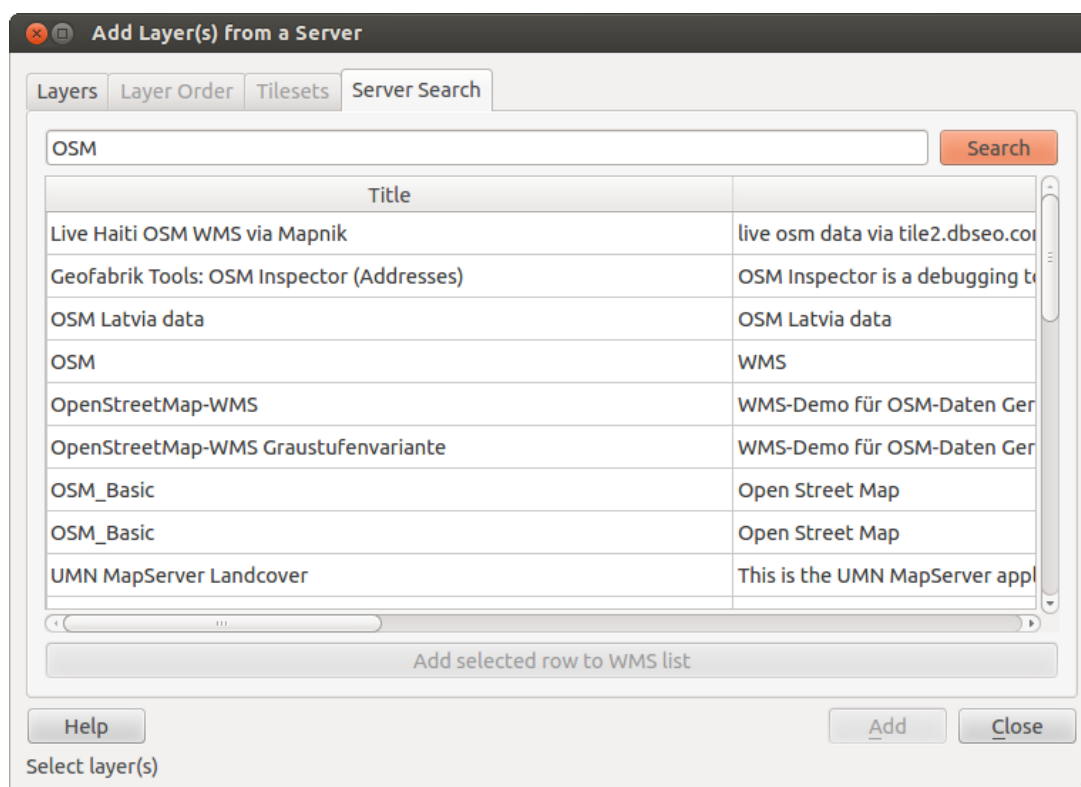 Add Layer(s) from a Server
Layers Layer Order Tilesets Server Search
OSM Search
Title
Live Haiti OSM WMS via Mapnik live osm data via tile2.dbseo.com
Geofabrik Tools: OSM Inspector (Addresses) OSM Inspector is a debugging
OSM Latvia data OSM Latvia data
OSM WMS
OpenStreetMap-WMS WMS-Demo für OSM-Daten Ger
OpenStreetMap-WMS Graustufenvariante WMS-Demo für OSM-Daten Ger
OSM_Basic Open Street Map
OSM_Basic Open Street Map
UMN MapServer Landcover This is the UMN MapServer appl
Add selected row to WMS list
Help Add Close
Select layer(s)